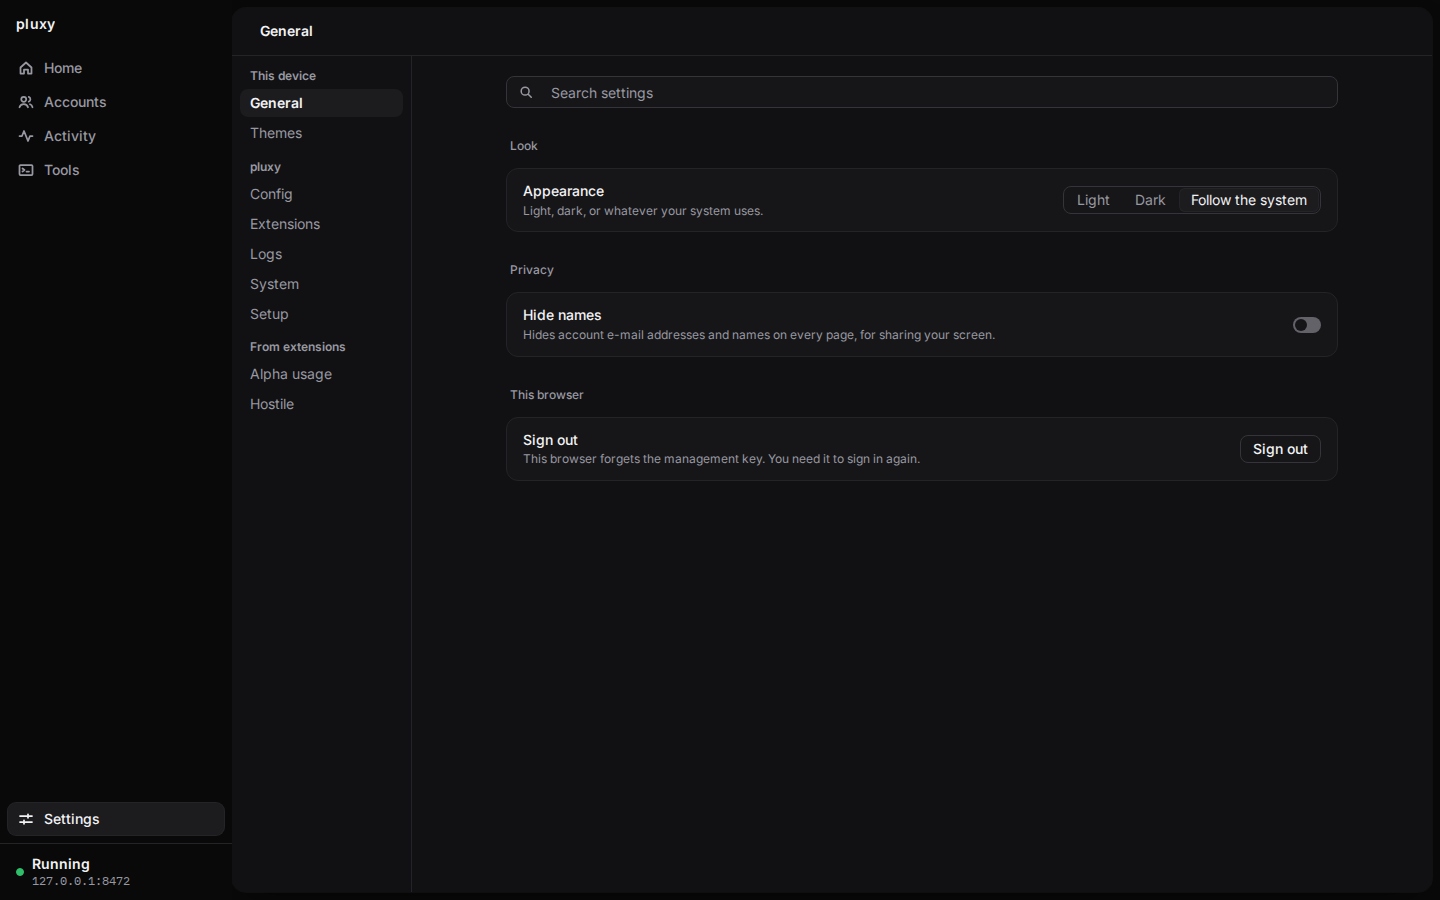 pluxy
Home
Accounts
Activity
Tools
Settings
Running
127.0.0.1:8472
General
This device
General
Themes
pluxy
Config
Extensions
Logs
System
Setup
From extensions
Alpha usage
Hostile
Search settings
Look
Appearance
Light, dark, or whatever your system uses.
Light Dark Follow the system
Privacy
Hide names
Hides account e-mail addresses and names on every page, for sharing your screen.
This browser
Sign out
This browser forgets the management key. You need it to sign in again.
Sign out